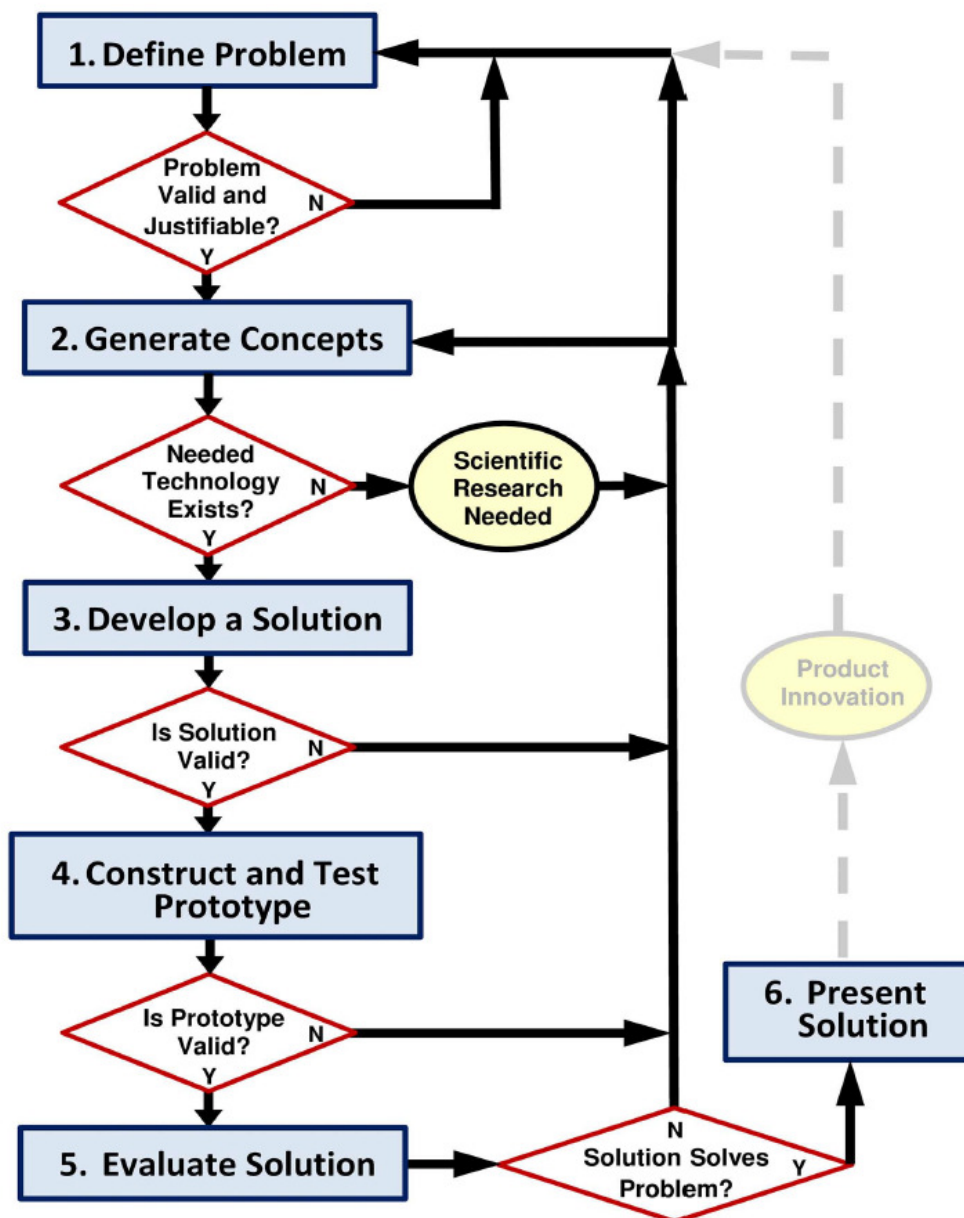 1. Define Problem
Problem
Valid and
Justifiable?
N
Y
2. Generate Concepts
Needed
Technology
Exists?
N
Y
Scientific
Research
Needed
3. Develop a Solution
Is Solution
Valid?
N
Y
Product
Innovation
4. Construct and Test
Prototype
Is Prototype
Valid?
N
Y
6. Present
Solution
5. Evaluate Solution
N
Solution Solves
Problem?
Y